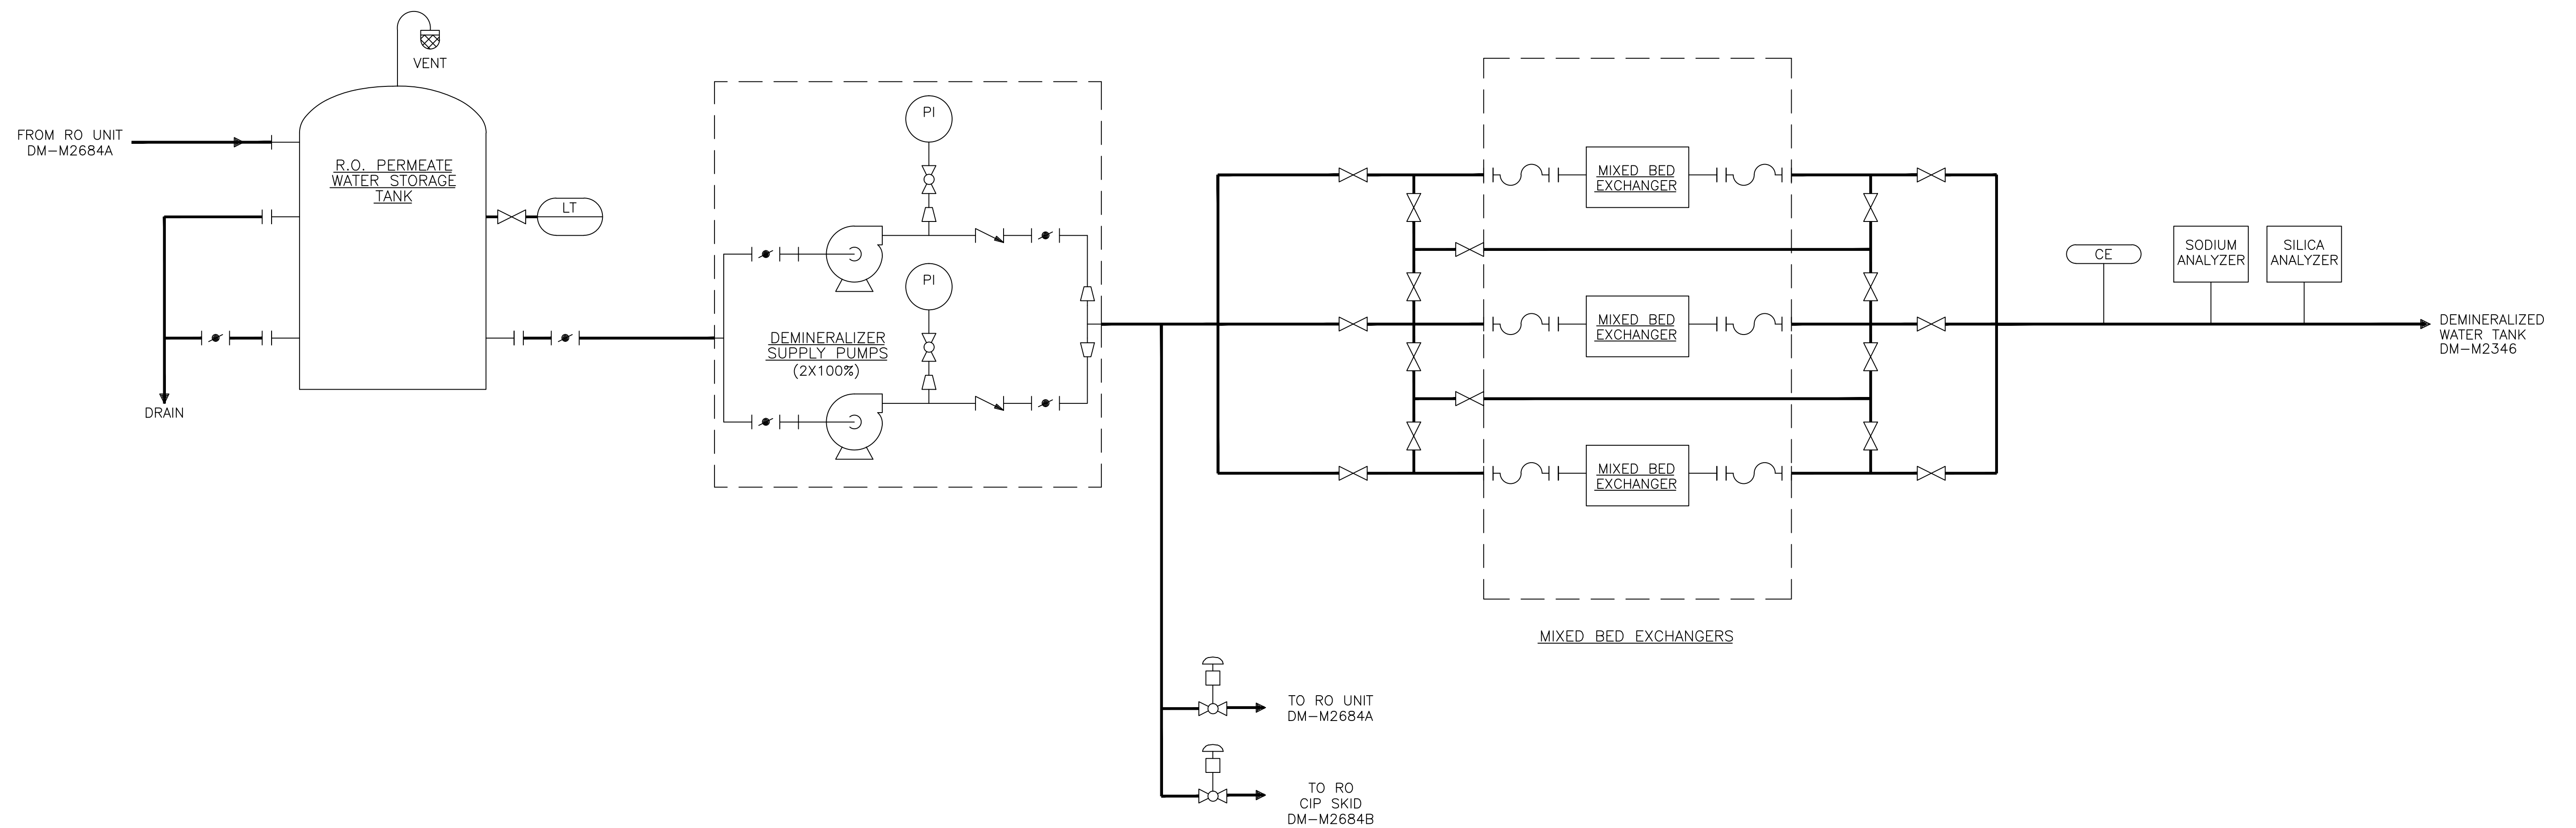 VENT
FROM RO UNIT
DM-M2684A
R.O. PERMEATE
WATER STORAGE
TANK
LT
DRAIN
PI
PI
DEMINERALIZER
SUPPLY PUMPS
(2X100%)
MIXED BED
EXCHANGER
MIXED BED
EXCHANGER
MIXED BED
EXCHANGER
MIXED BED EXCHANGERS
CE
SODIUM
ANALYZER
SILICA
ANALYZER
DEMINERALIZED
WATER TANK
DM-M2346
TO RO UNIT
DM-M2684A
TO RO
CIP SKID
DM-M2684B